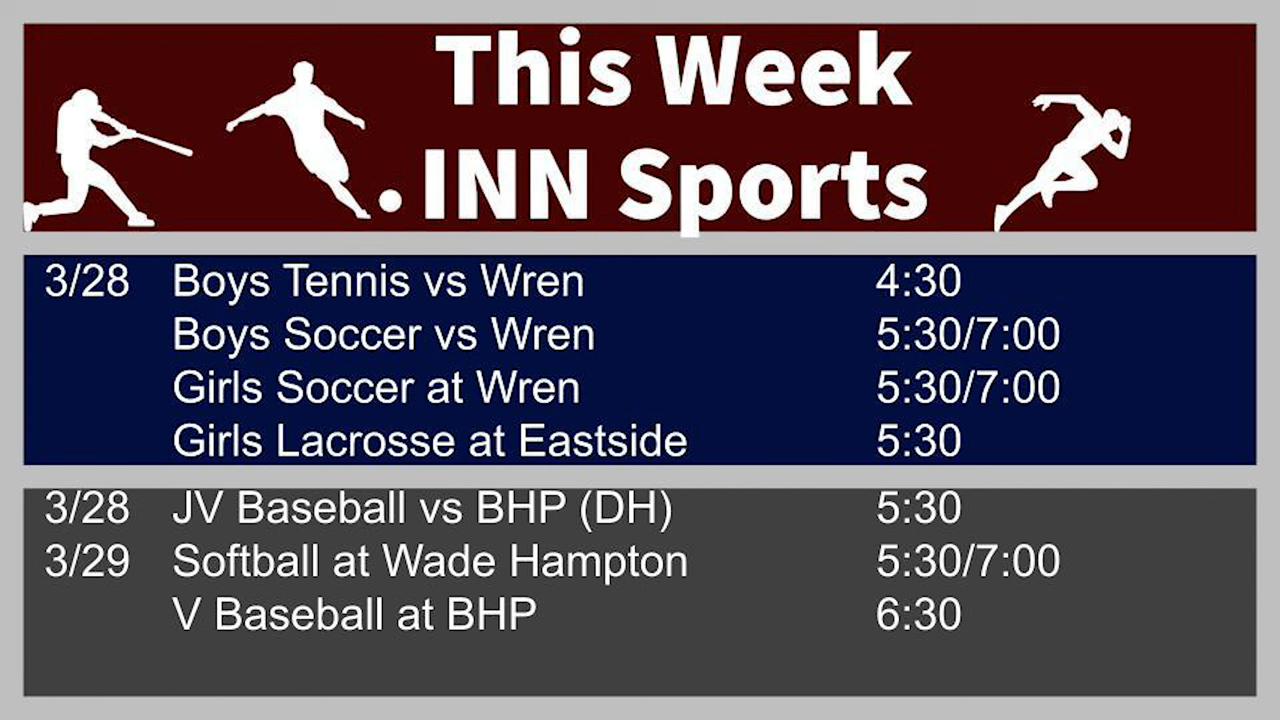 This Week
INN Sports
3/28 Boys Tennis vs Wren 4:30
Boys Soccer vs Wren 5:30/7:00
Girls Soccer at Wren 5:30/7:00
Girls Lacrosse at Eastside 5:30
3/28 JV Baseball vs BHP (DH) 5:30
3/29 Softball at Wade Hampton 5:30/7:00
V Baseball at BHP 6:30